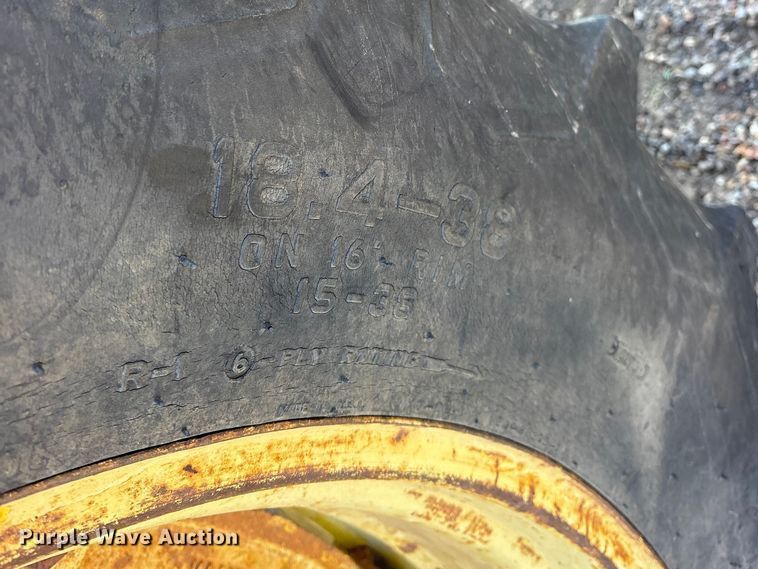 18.4-38
ON 16" RIM
15-38
R-1 6-PLY RATING
Purple Wave Auction